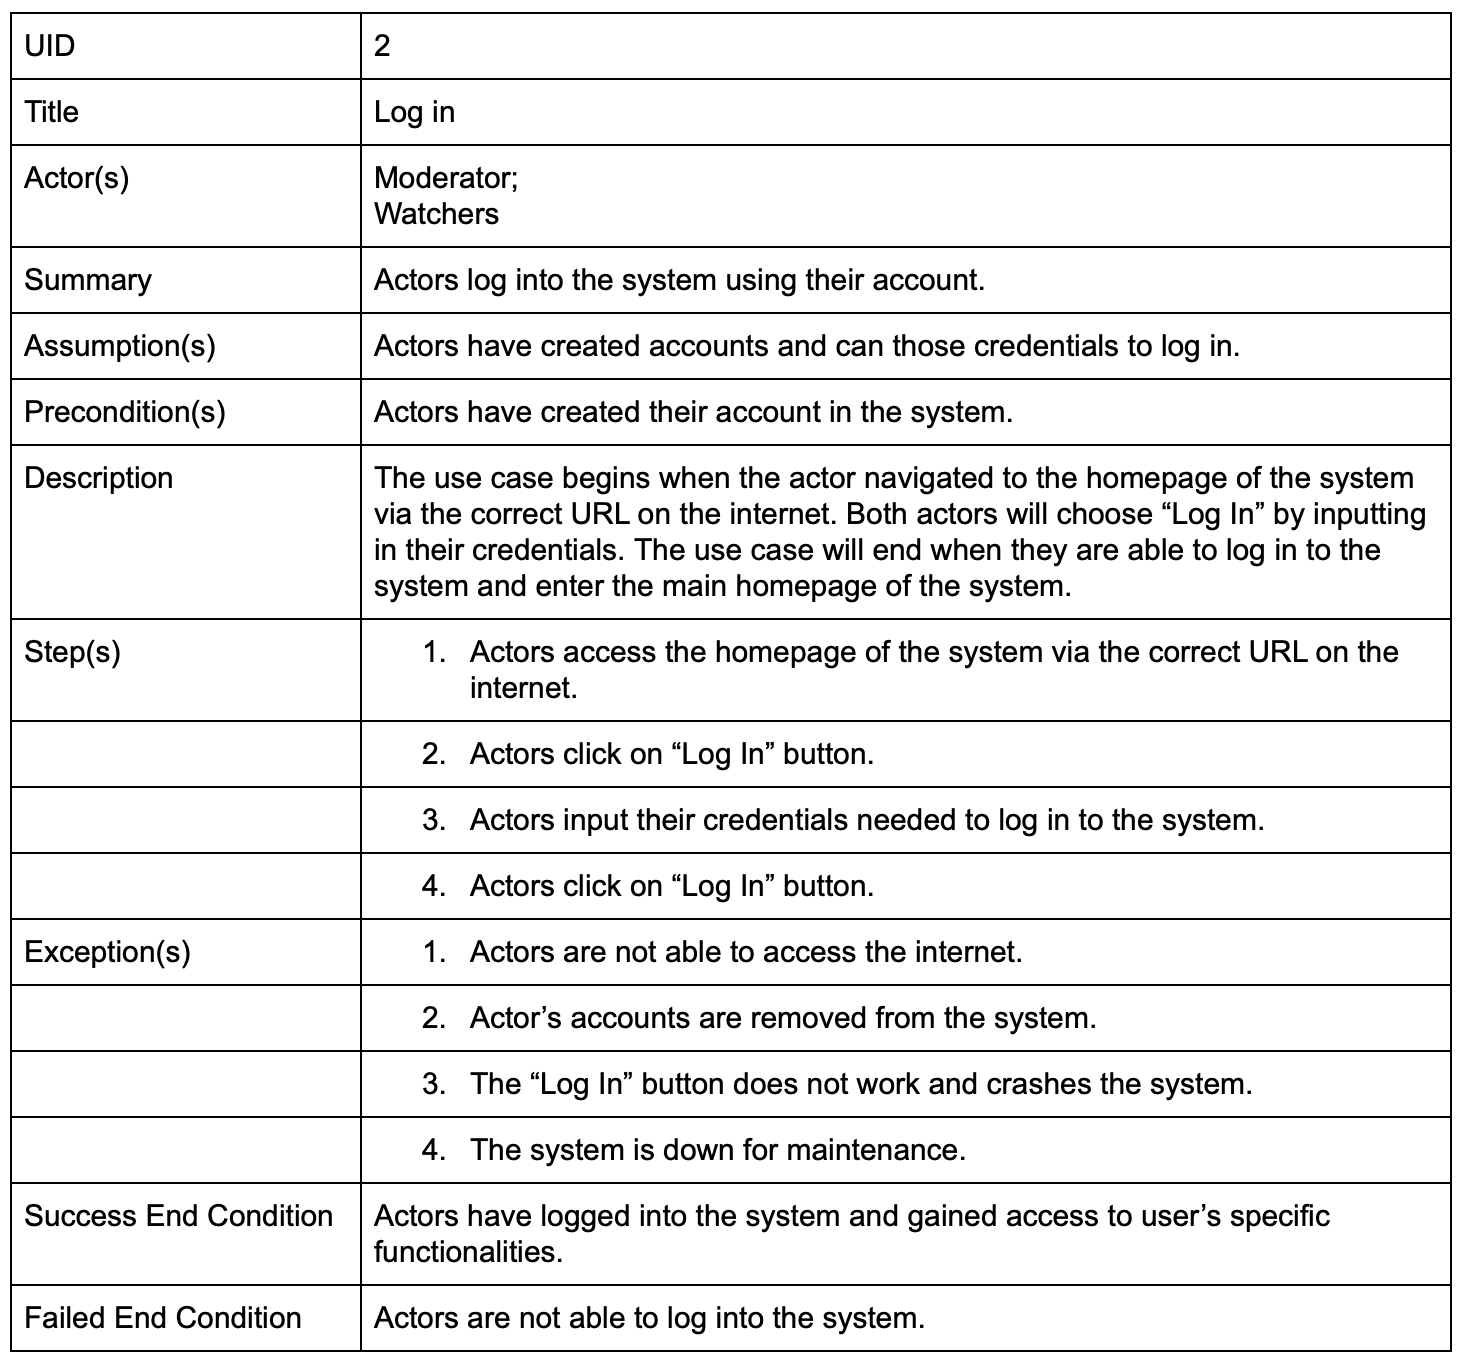 UID 2
Title Log in
Actor(s) Moderator;
Watchers
Summary Actors log into the system using their account.
Assumption(s) Actors have created accounts and can those credentials to log in.
Precondition(s) Actors have created their account in the system.
Description The use case begins when the actor navigated to the homepage of the system
via the correct URL on the internet. Both actors will choose “Log In” by inputting
in their credentials. The use case will end when they are able to log in to the
system and enter the main homepage of the system.
Step(s) 1. Actors access the homepage of the system via the correct URL on the
internet.
2. Actors click on “Log In” button.
3. Actors input their credentials needed to log in to the system.
4. Actors click on “Log In” button.
Exception(s) 1. Actors are not able to access the internet.
2. Actor’s accounts are removed from the system.
3. The “Log In” button does not work and crashes the system.
4. The system is down for maintenance.
Success End Condition Actors have logged into the system and gained access to user’s specific
functionalities.
Failed End Condition Actors are not able to log into the system.